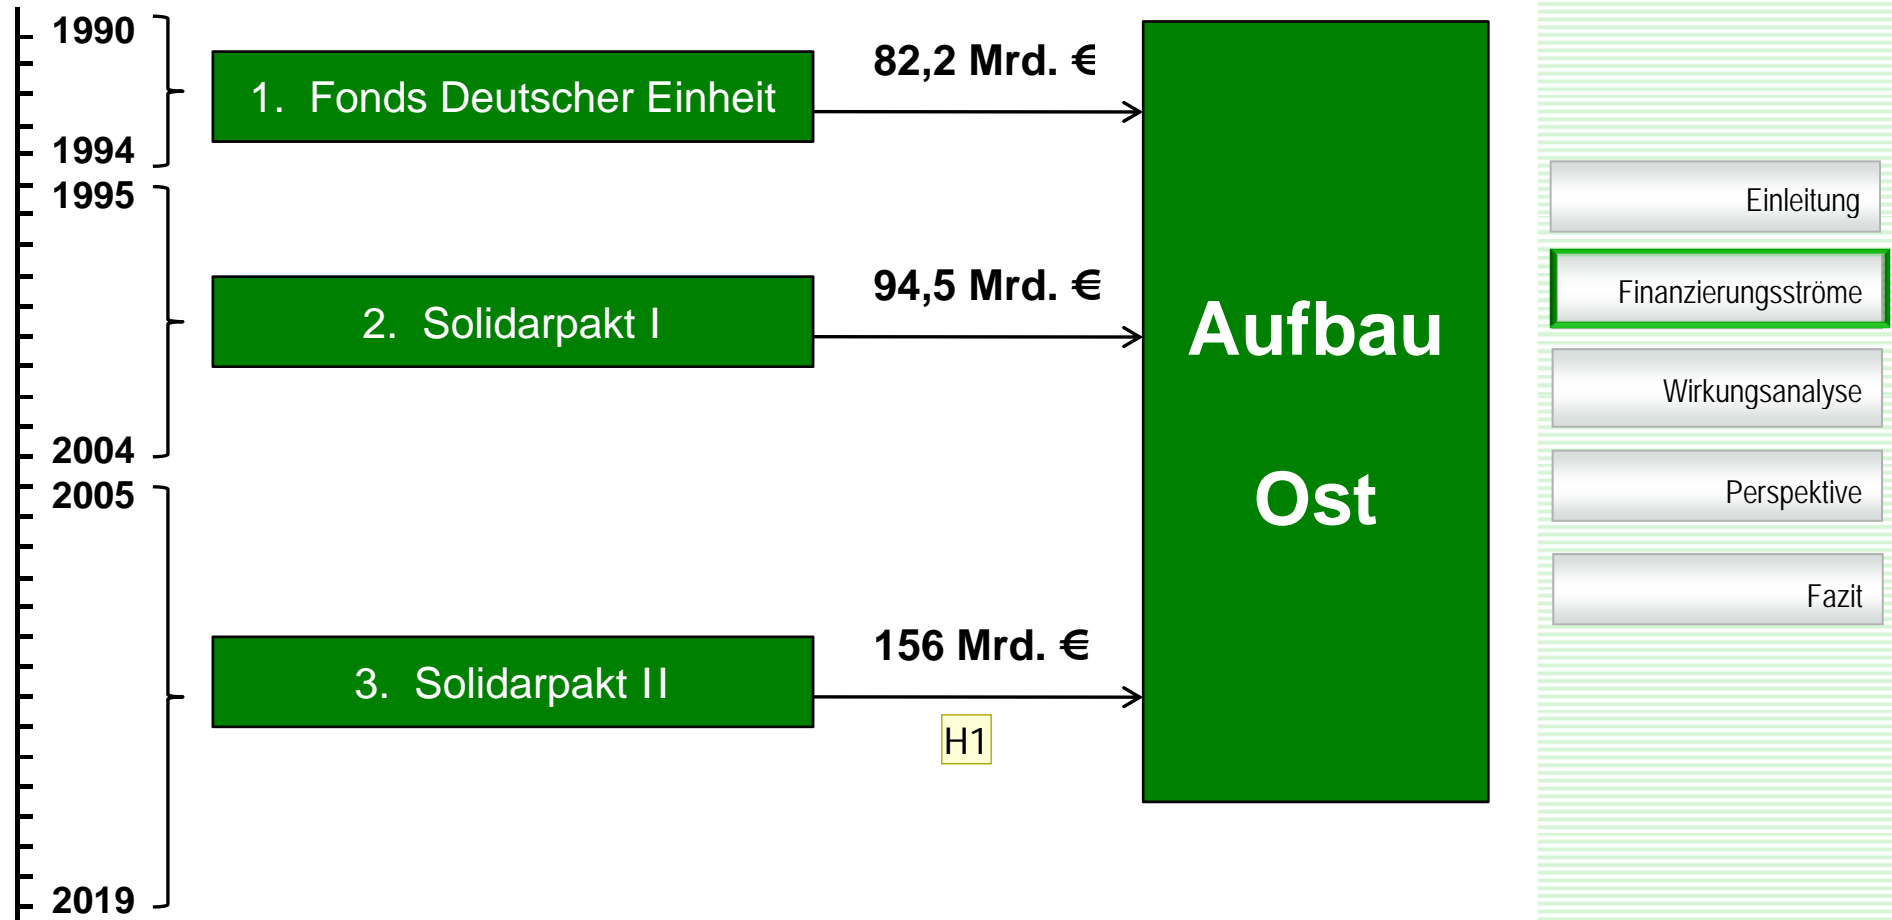 1990
1. Fonds Deutscher Einheit
82,2 Mrd. €
1994
1995
2. Solidarpakt I
94,5 Mrd. €
2004
2005
3. Solidarpakt II
156 Mrd. €
H1
2019
Aufbau
Ost
Einleitung
Finanzierungsströme
Wirkungsanalyse
Perspektive
Fazit